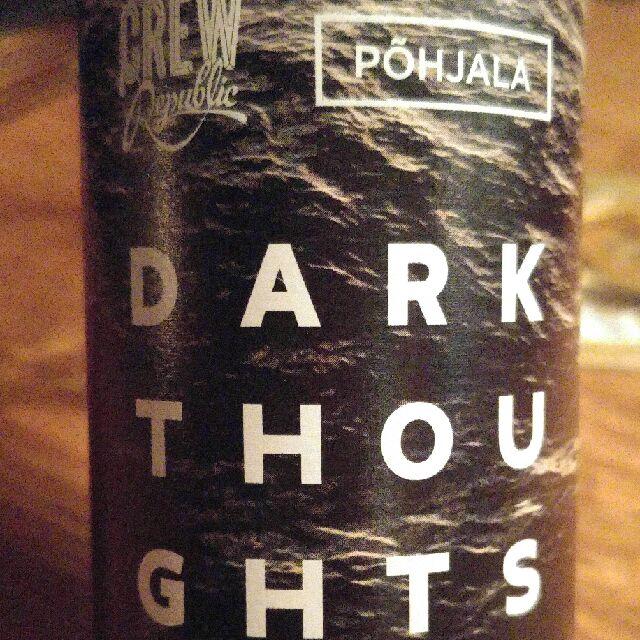 CREW PÕHJALA
Republic
DARK
THOU
GHTS